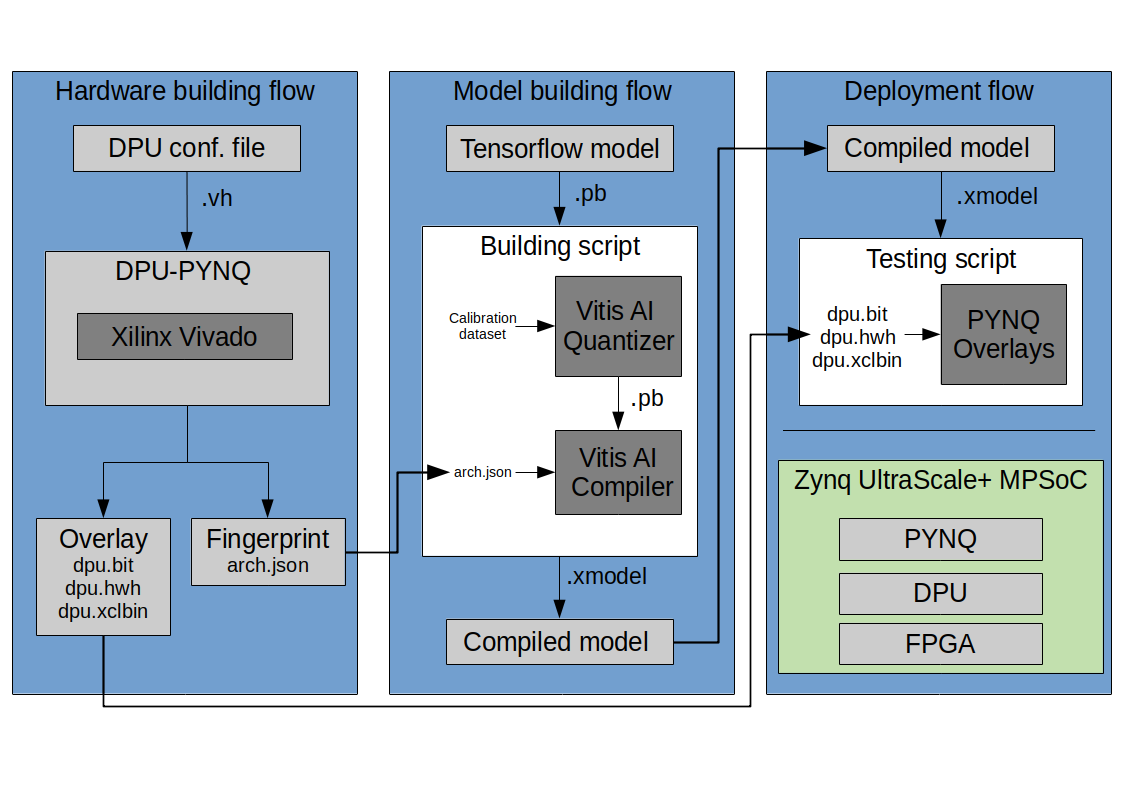 Hardware building flow
DPU conf. file
.vh
DPU-PYNQ
Xilinx Vivado
Overlay
dpu.bit
dpu.hwh
dpu.xclbin
Fingerprint
arch.json
Model building flow
Tensorflow model
.pb
Building script
Calibration
dataset
Vitis AI
Quantizer
.pb
arch.json
Vitis AI
Compiler
.xmodel
Compiled model
Deployment flow
Compiled model
.xmodel
Testing script
dpu.bit
dpu.hwh
dpu.xclbin
PYNQ
Overlays
Zynq UltraScale+ MPSoC
PYNQ
DPU
FPGA